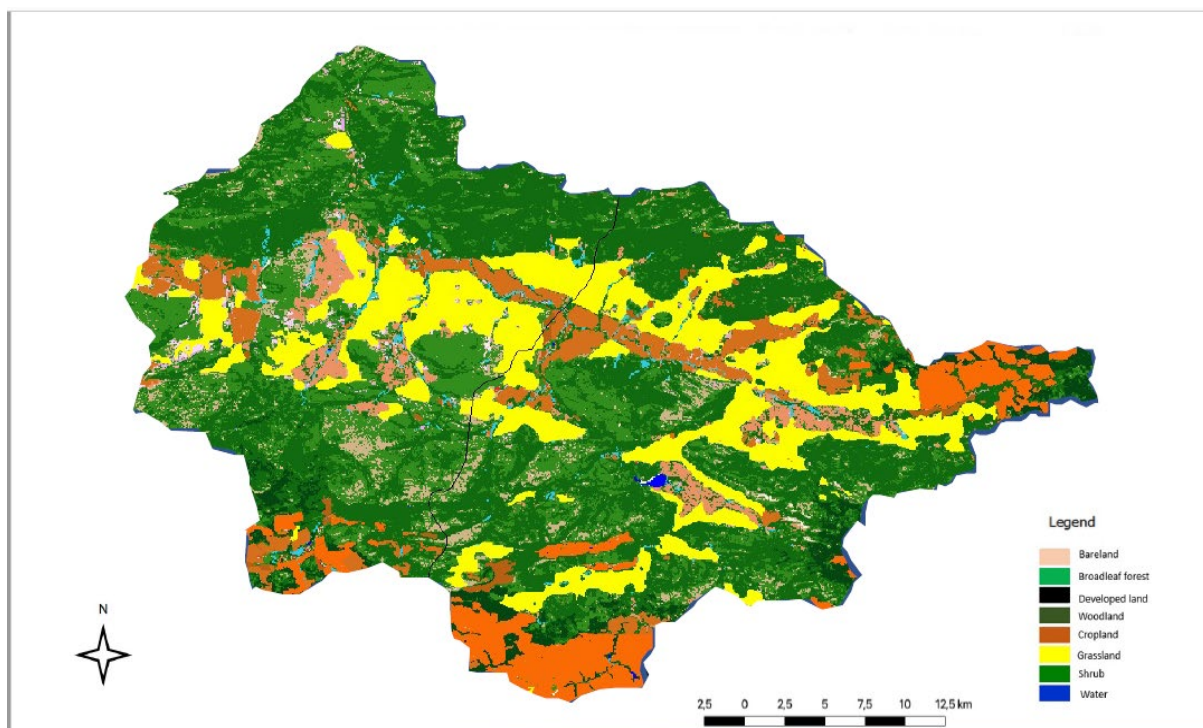 Legend
Bareland
Broadleaf forest
Developed land
Woodland
Cropland
Grassland
Shrub
Water
N
2,5 0 2,5 5 7,5 10 12,5 km